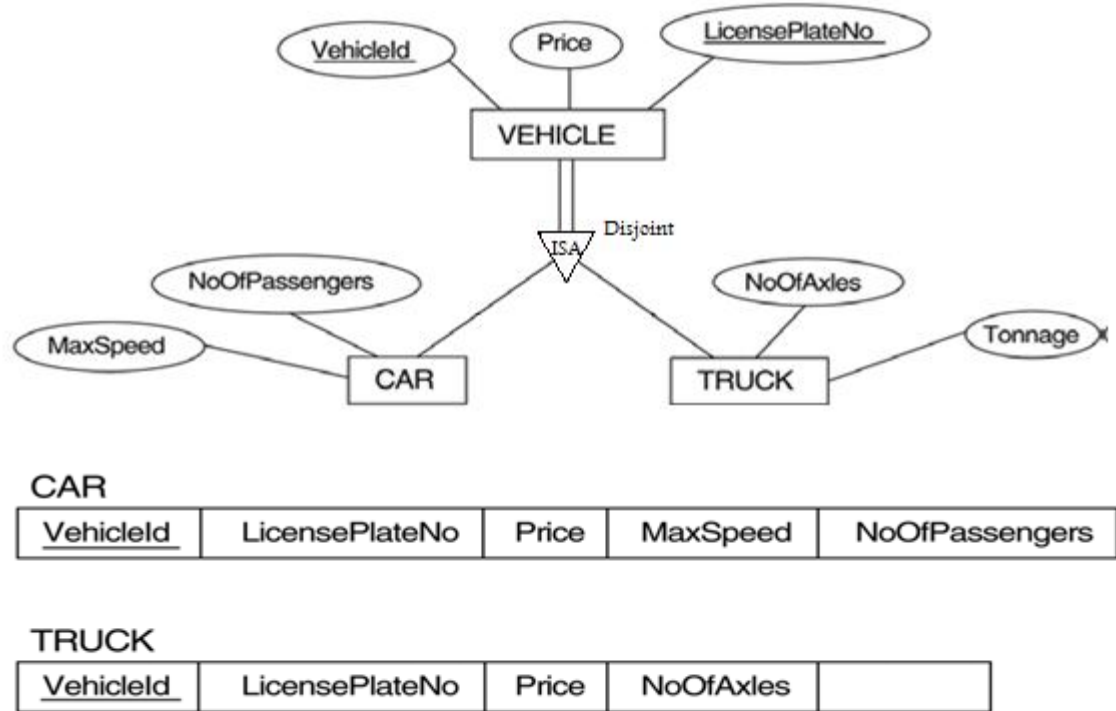 VehicleId
Price
LicensePlateNo
VEHICLE
Disjoint
ISA
NoOfPassengers
NoOfAxles
MaxSpeed
Tonnage
CAR
TRUCK
CAR
VehicleId LicensePlateNo Price MaxSpeed NoOfPassengers
TRUCK
VehicleId LicensePlateNo Price NoOfAxles